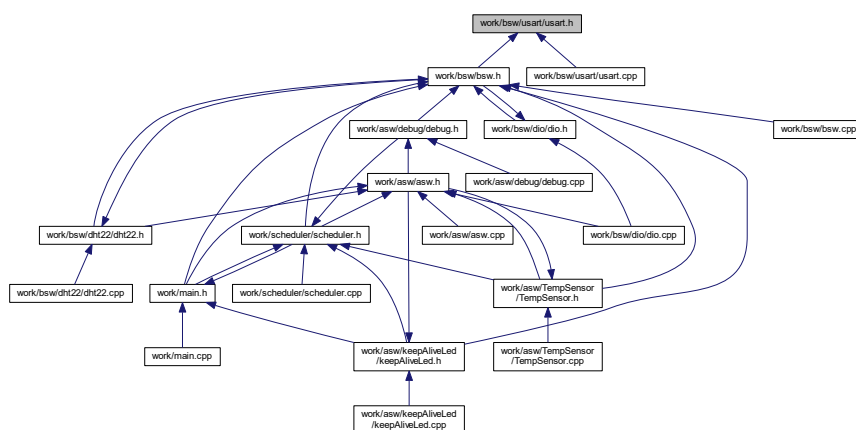 work/bsw/usart/usart.h
work/bsw/bsw.h
work/bsw/usart/usart.cpp
work/asw/debug/debug.h
work/bsw/dio/dio.h
work/bsw/bsw.cpp
work/asw/asw.h
work/asw/debug/debug.cpp
work/bsw/dht22/dht22.h
work/scheduler/scheduler.h
work/asw/asw.cpp
work/bsw/dio/dio.cpp
work/bsw/dht22/dht22.cpp
work/main.h
work/scheduler/scheduler.cpp
work/asw/TempSensor
/TempSensor.h
work/main.cpp
work/asw/keepAliveLed
/keepAliveLed.h
work/asw/TempSensor
/TempSensor.cpp
work/asw/keepAliveLed
/keepAliveLed.cpp